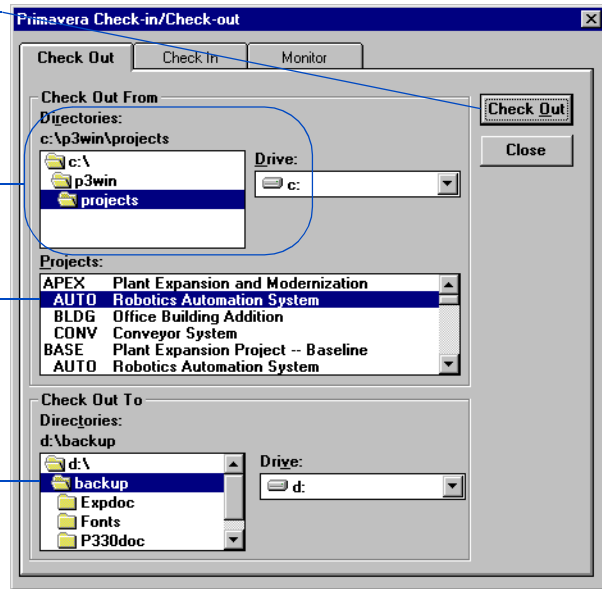 Primavera Check-in/Check-out
Check Out Check In Monitor
Check Out From
Directories:
c:\p3win\projects
c:\
p3win
projects
Drive:
c:
Check Out
Close
Projects:
APEX Plant Expansion and Modernization
AUTO Robotics Automation System
BLDG Office Building Addition
CONV Conveyor System
BASE Plant Expansion Project -- Baseline
AUTO Robotics Automation System
Check Out To
Directories:
d:\backup
d:\
backup
Expdoc
Fonts
P330doc
Drive:
d: